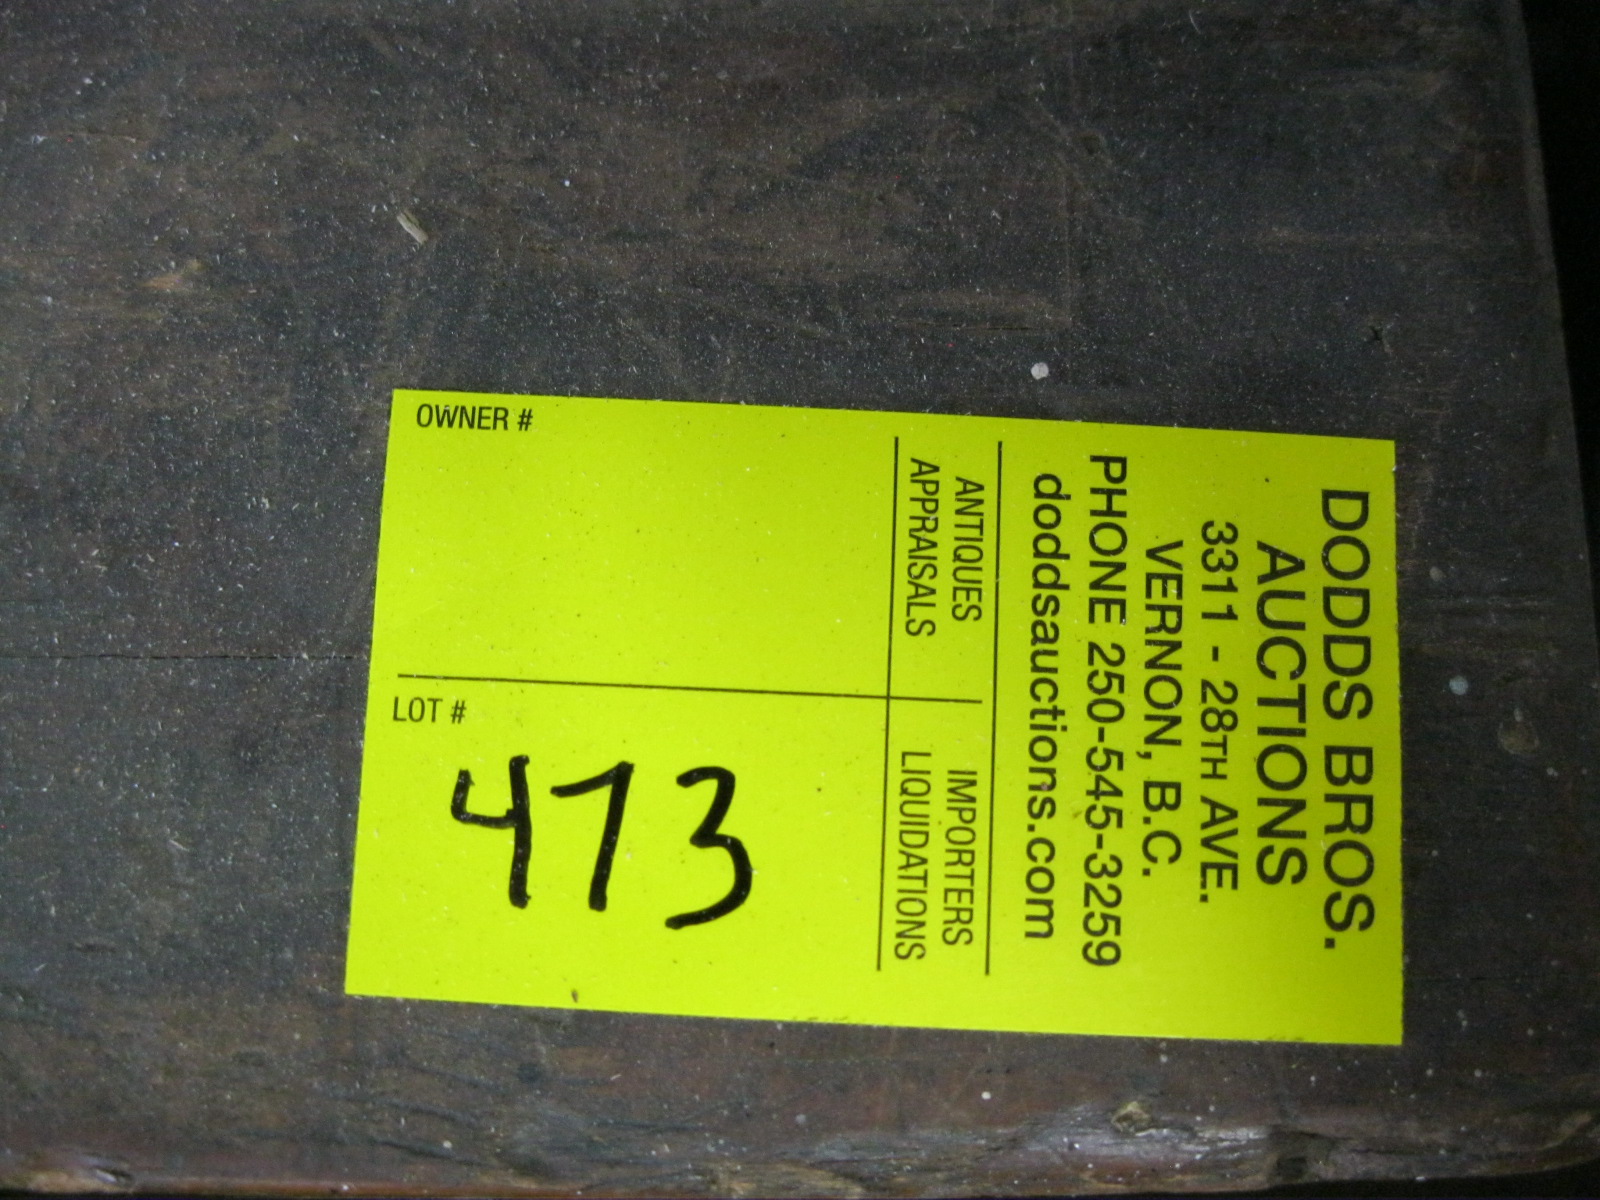 DODDS BROS.
AUCTIONS
3311 - 28TH AVE.
VERNON, B.C.
PHONE 250-545-3259
doddsauctions.com
ANTIQUES
APPRAISALS
IMPORTERS
LIQUIDATIONS
OWNER #
LOT #
473